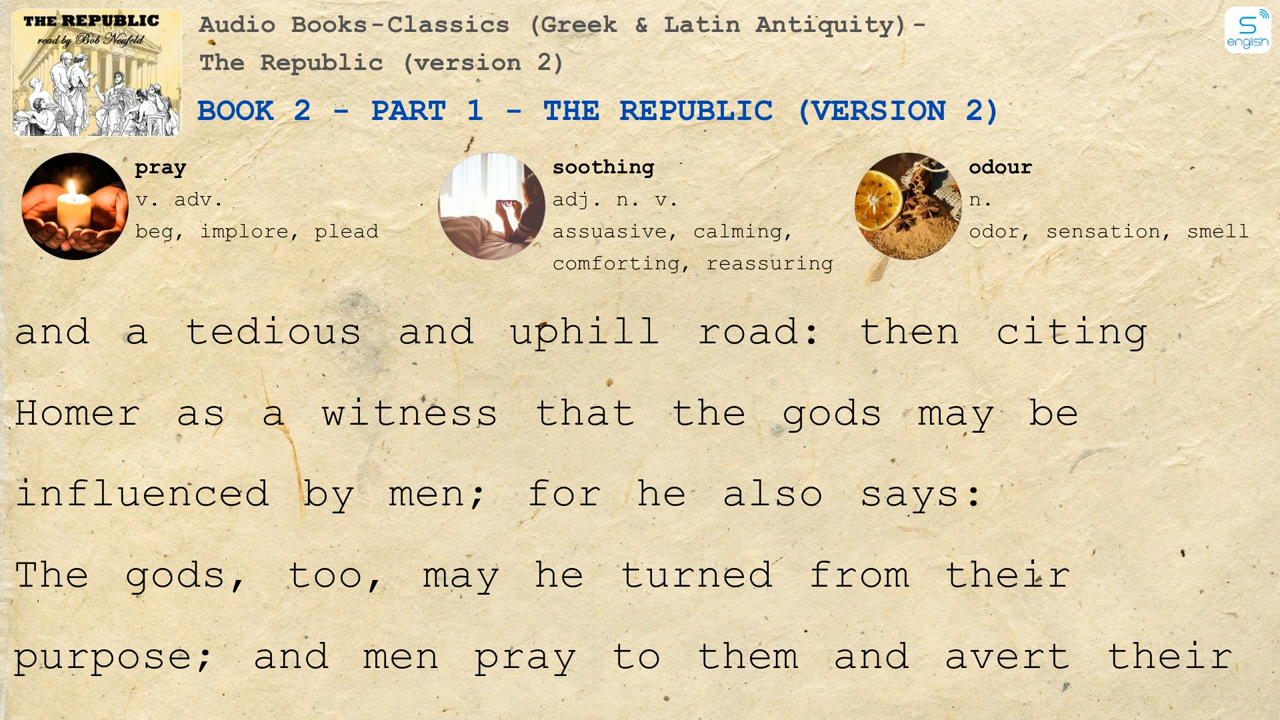 THE REPUBLIC
read by Bob Neufeld
Audio Books-Classics (Greek & Latin Antiquity)-
The Republic (version 2)
BOOK 2 - PART 1 - THE REPUBLIC (VERSION 2)
S
english
pray
v. adv.
beg, implore, plead
soothing
adj. n. v.
assuasive, calming,
comforting, reassuring
odour
n.
odor, sensation, smell
and a tedious and uphill road: then citing
Homer as a witness that the gods may be
influenced by men; for he also says:
The gods, too, may he turned from their
purpose; and men pray to them and avert their